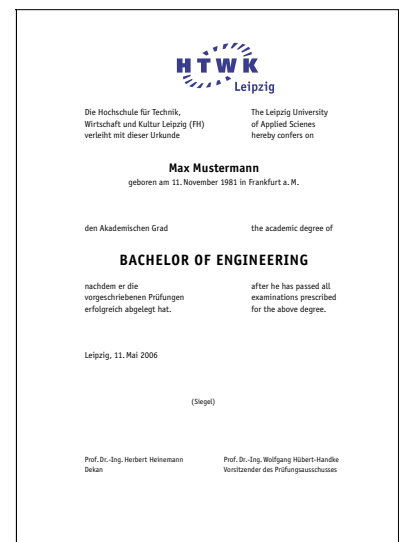 HTWK
Leipzig
Die Hochschule für Technik,
Wirtschaft und Kultur Leipzig (FH)
verleiht mit dieser Urkunde
The Leipzig University
of Applied Scienes
hereby confers on
Max Mustermann
geboren am 11. November 1981 in Frankfurt a. M.
den Akademischen Grad
the academic degree of
BACHELOR OF ENGINEERING
nachdem er die
vorgeschriebenen Prüfungen
erfolgreich abgelegt hat.
after he has passed all
examinations prescribed
for the above degree.
Leipzig, 11. Mai 2006
(Siegel)
Prof. Dr.-Ing. Herbert Heinemann
Dekan
Prof. Dr.-Ing. Wolfgang Hübert-Handke
Vorsitzender des Prüfungsausschusses